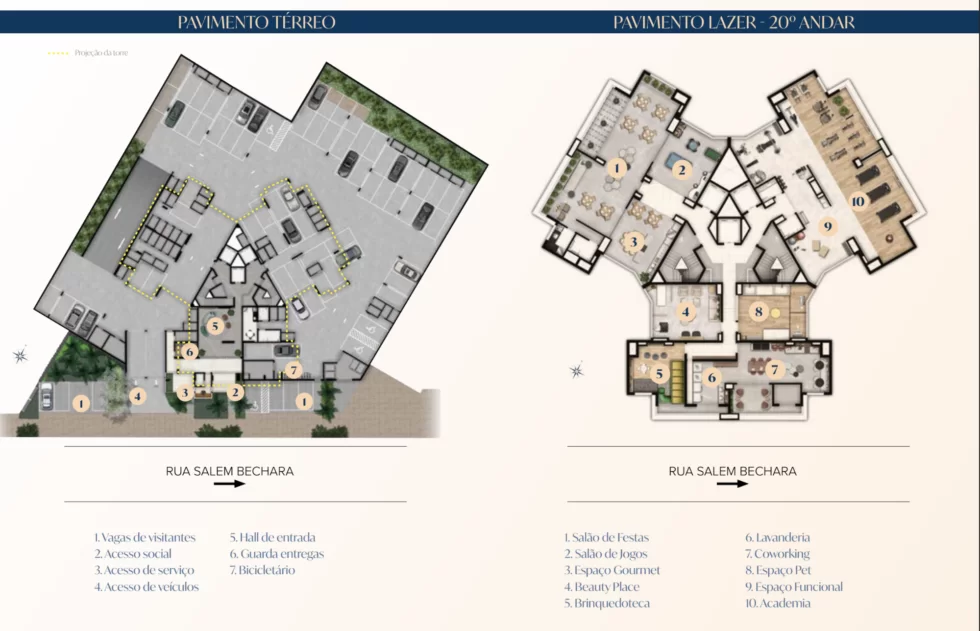 PAVIMENTO TÉRREO
Projeção da torre
5
6
7
1
4
3
2
1
RUA SALEM BECHARA
1. Vagas de visitantes
2. Acesso social
3. Acesso de serviço
4. Acesso de veículos
5. Hall de entrada
6. Guarda entregas
7. Bicicletário
PAVIMENTO LAZER - 20º ANDAR
1
2
10
9
3
4
8
5
6
7
RUA SALEM BECHARA
1. Salão de Festas
2. Salão de Jogos
3. Espaço Gourmet
4. Beauty Place
5. Brinquedoteca
6. Lavanderia
7. Coworking
8. Espaço Pet
9. Espaço Funcional
10. Academia